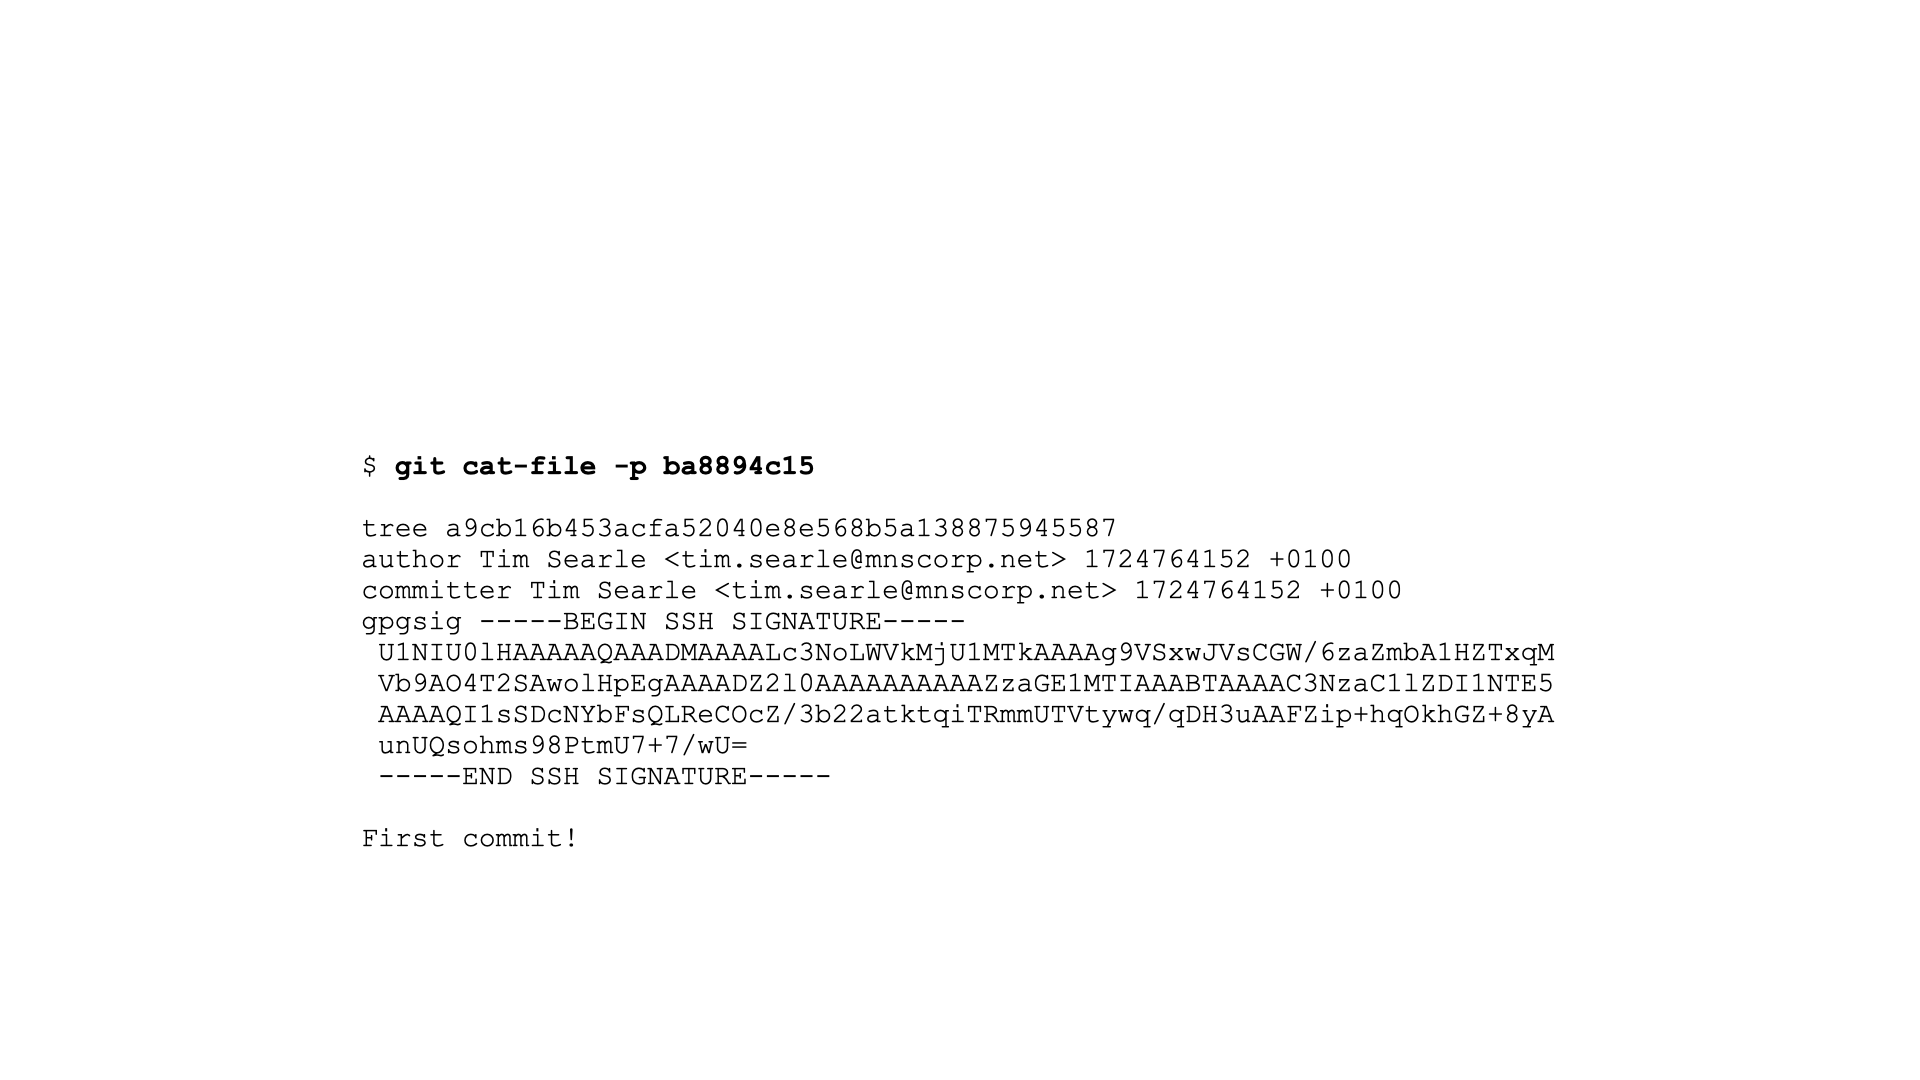 $ git cat-file -p ba8894c15
tree a9cb16b453acfa52040e8e568b5a138875945587
author Tim Searle <tim.searle@mnscorp.net> 1724764152 +0100
committer Tim Searle <tim.searle@mnscorp.net> 1724764152 +0100
gpgsig -----BEGIN SSH SIGNATURE-----
U1NIU0lHAAAAAQAAADMAAAALc3NoLWVkMjU1MTkAAAAg9VSxwJVsCGW/6zaZmbA1HZTxqM
Vb9AO4T2SAwolHpEgAAAADZ2l0AAAAAAAAAAZzaGE1MTIAAABTAAAAC3NzaC1lZDI1NTE5
AAAAQI1sSDcNYbFsQLReCOcZ/3b22atktqiTRmmUTVtywq/qDH3uAAFZip+hqOkhGZ+8yA
unUQsohms98PtmU7+7/wU=
-----END SSH SIGNATURE-----
First commit!